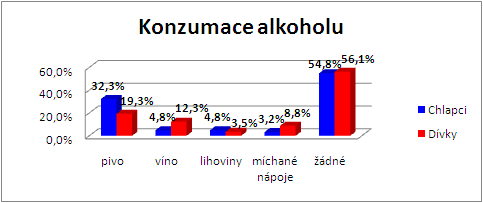 Konzumace alkoholu
60,0%
40,0%
20,0%
0,0%
32,3%
19,3%
4,8%
12,3%
4,8%
3,5%
3,2%
8,8%
54,8%
56,1%
pivo
víno
lihoviny
míchané
nápoje
žádné
Chlapci
Dívky